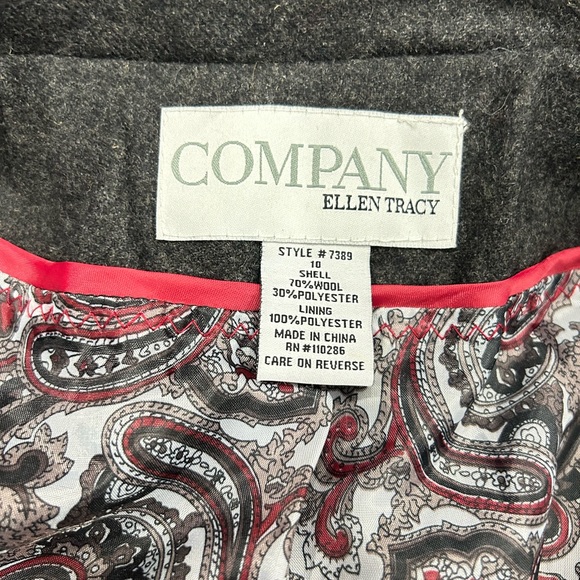 COMPANY
ELLEN TRACY
STYLE # 7389
10
SHELL
70%WOOL
30%POLYESTER
LINING
100%POLYESTER
MADE IN CHINA
RN #110286
CARE ON REVERSE